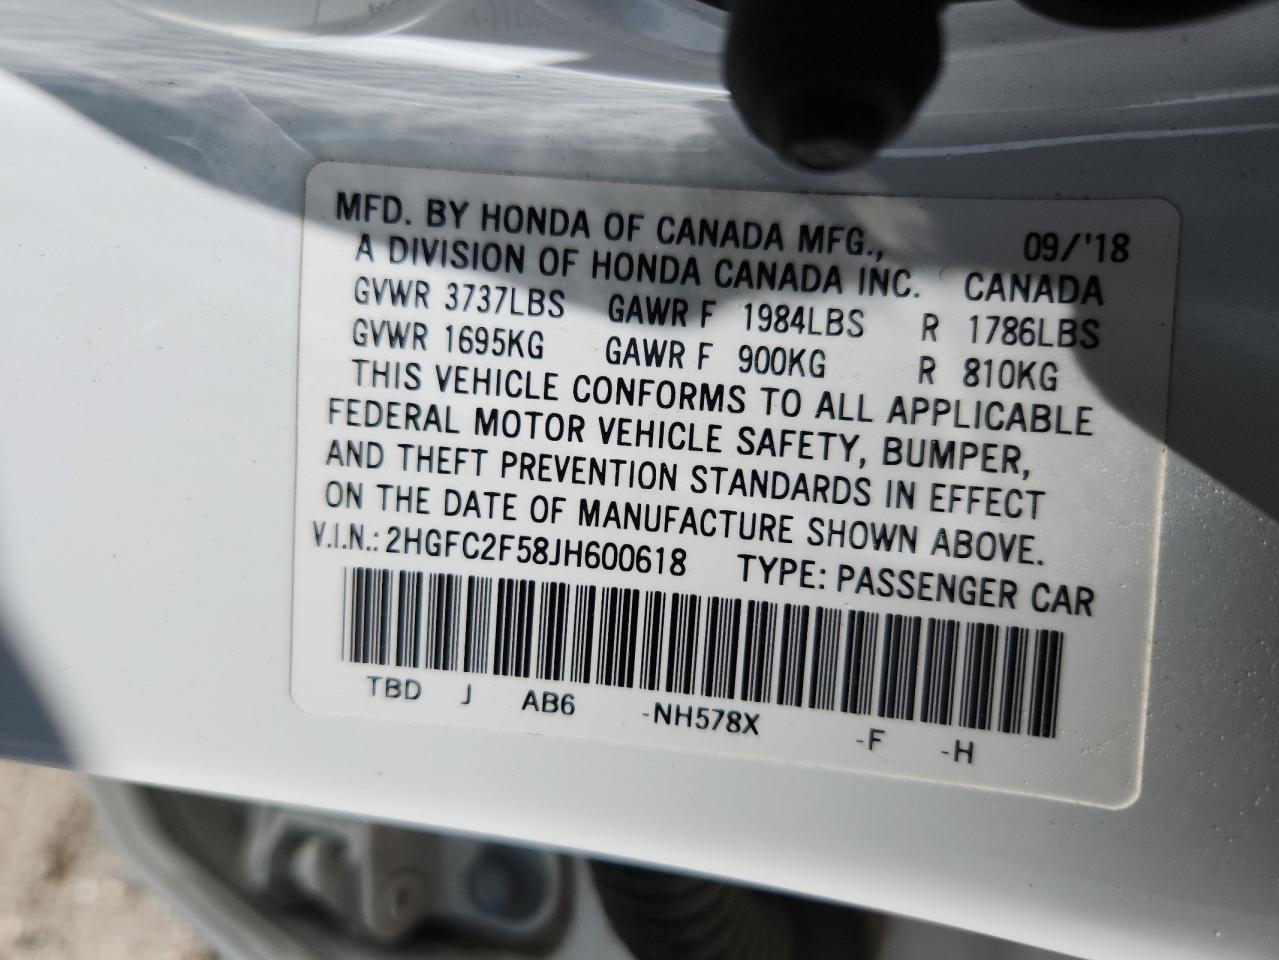 MFD. BY HONDA OF CANADA MFG., 09/'18
A DIVISION OF HONDA CANADA INC. CANADA
GVWR 3737LBS GAWR F 1984LBS R 1786LBS
GVWR 1695KG GAWR F 900KG R 810KG
THIS VEHICLE CONFORMS TO ALL APPLICABLE
FEDERAL MOTOR VEHICLE SAFETY, BUMPER,
AND THEFT PREVENTION STANDARDS IN EFFECT
ON THE DATE OF MANUFACTURE SHOWN ABOVE.
V.I.N.: 2HGFC2F58JH600618 TYPE: PASSENGER CAR
TBD J AB6 -NH578X -F -H